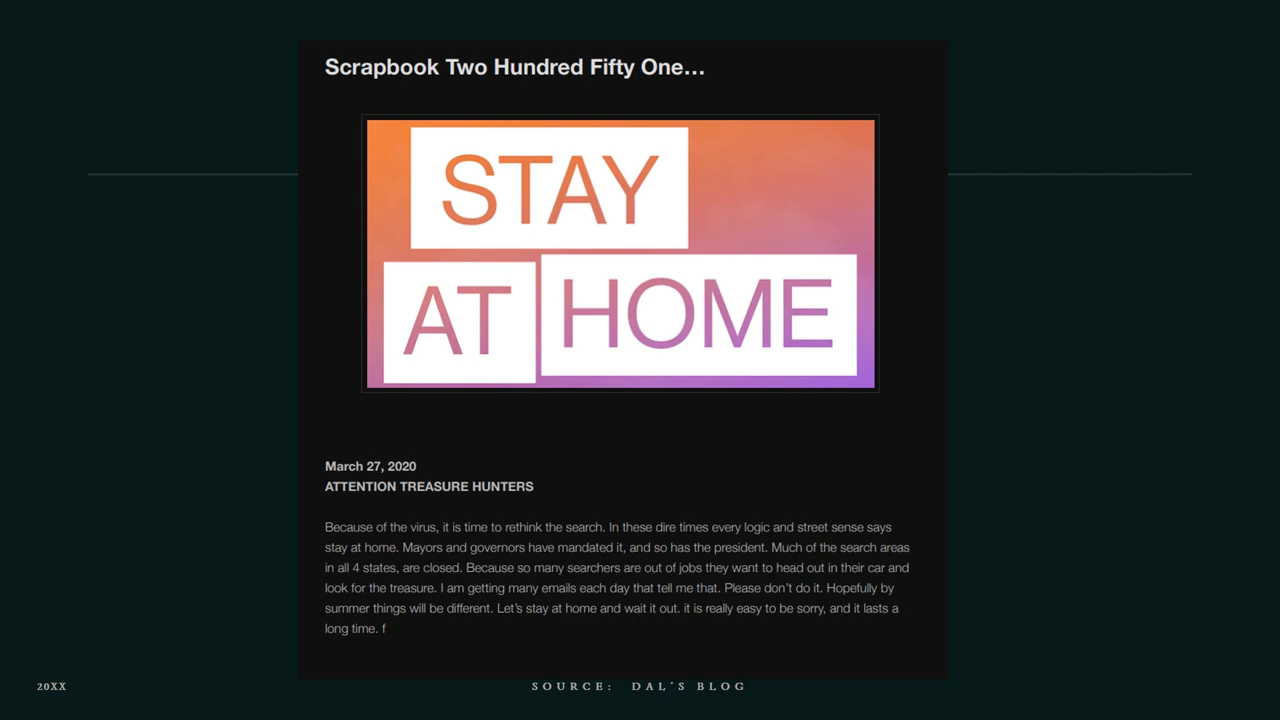 Scrapbook Two Hundred Fifty One…
STAY
AT HOME
March 27, 2020
ATTENTION TREASURE HUNTERS
Because of the virus, it is time to rethink the search. In these dire times every logic and street sense says
stay at home. Mayors and governors have mandated it, and so has the president. Much of the search areas
in all 4 states, are closed. Because so many searchers are out of jobs they want to head out in their car and
look for the treasure. I am getting many emails each day that tell me that. Please don’t do it. Hopefully by
summer things will be different. Let’s stay at home and wait it out. it is really easy to be sorry, and it lasts a
long time. f
20XX
SOURCE: DAL'S BLOG